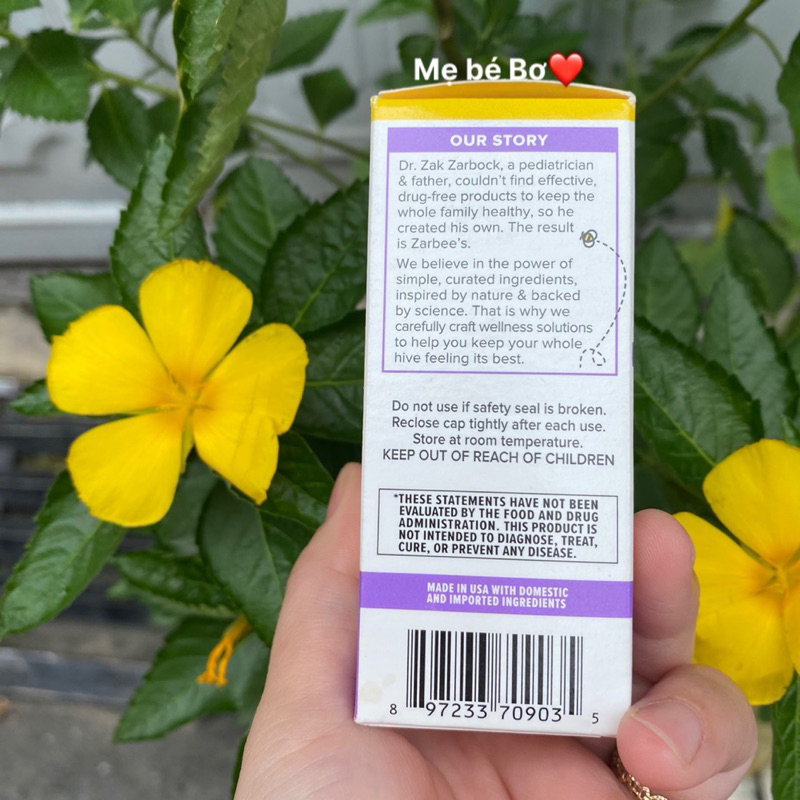 Mẹ bé Bơ❤️
OUR STORY
Dr. Zak Zarbock, a pediatrician
& father, couldn't find effective,
drug-free products to keep the
whole family healthy, so he
created his own. The result
is Zarbee's.
We believe in the power of
simple, curated ingredients,
inspired by nature & backed
by science. That is why we
carefully craft wellness solutions
to help you keep your whole
hive feeling its best.
Do not use if safety seal is broken.
Reclose cap tightly after each use.
Store at room temperature.
KEEP OUT OF REACH OF CHILDREN
*THESE STATEMENTS HAVE NOT BEEN
EVALUATED BY THE FOOD AND DRUG
ADMINISTRATION. THIS PRODUCT IS
NOT INTENDED TO DIAGNOSE, TREAT,
CURE, OR PREVENT ANY DISEASE.
MADE IN USA WITH DOMESTIC
AND IMPORTED INGREDIENTS
8 97233 70903 5